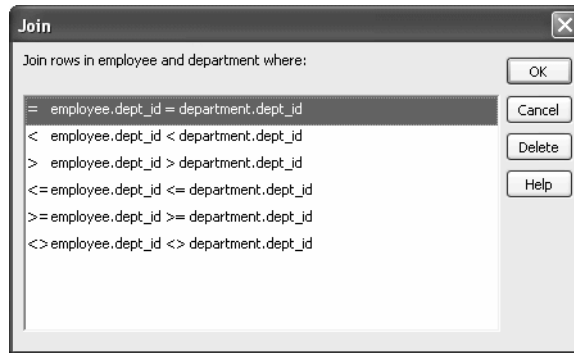 Join
Join rows in employee and department where:
= employee.dept_id = department.dept_id
< employee.dept_id < department.dept_id
> employee.dept_id > department.dept_id
<= employee.dept_id <= department.dept_id
>= employee.dept_id >= department.dept_id
<> employee.dept_id <> department.dept_id
OK
Cancel
Delete
Help